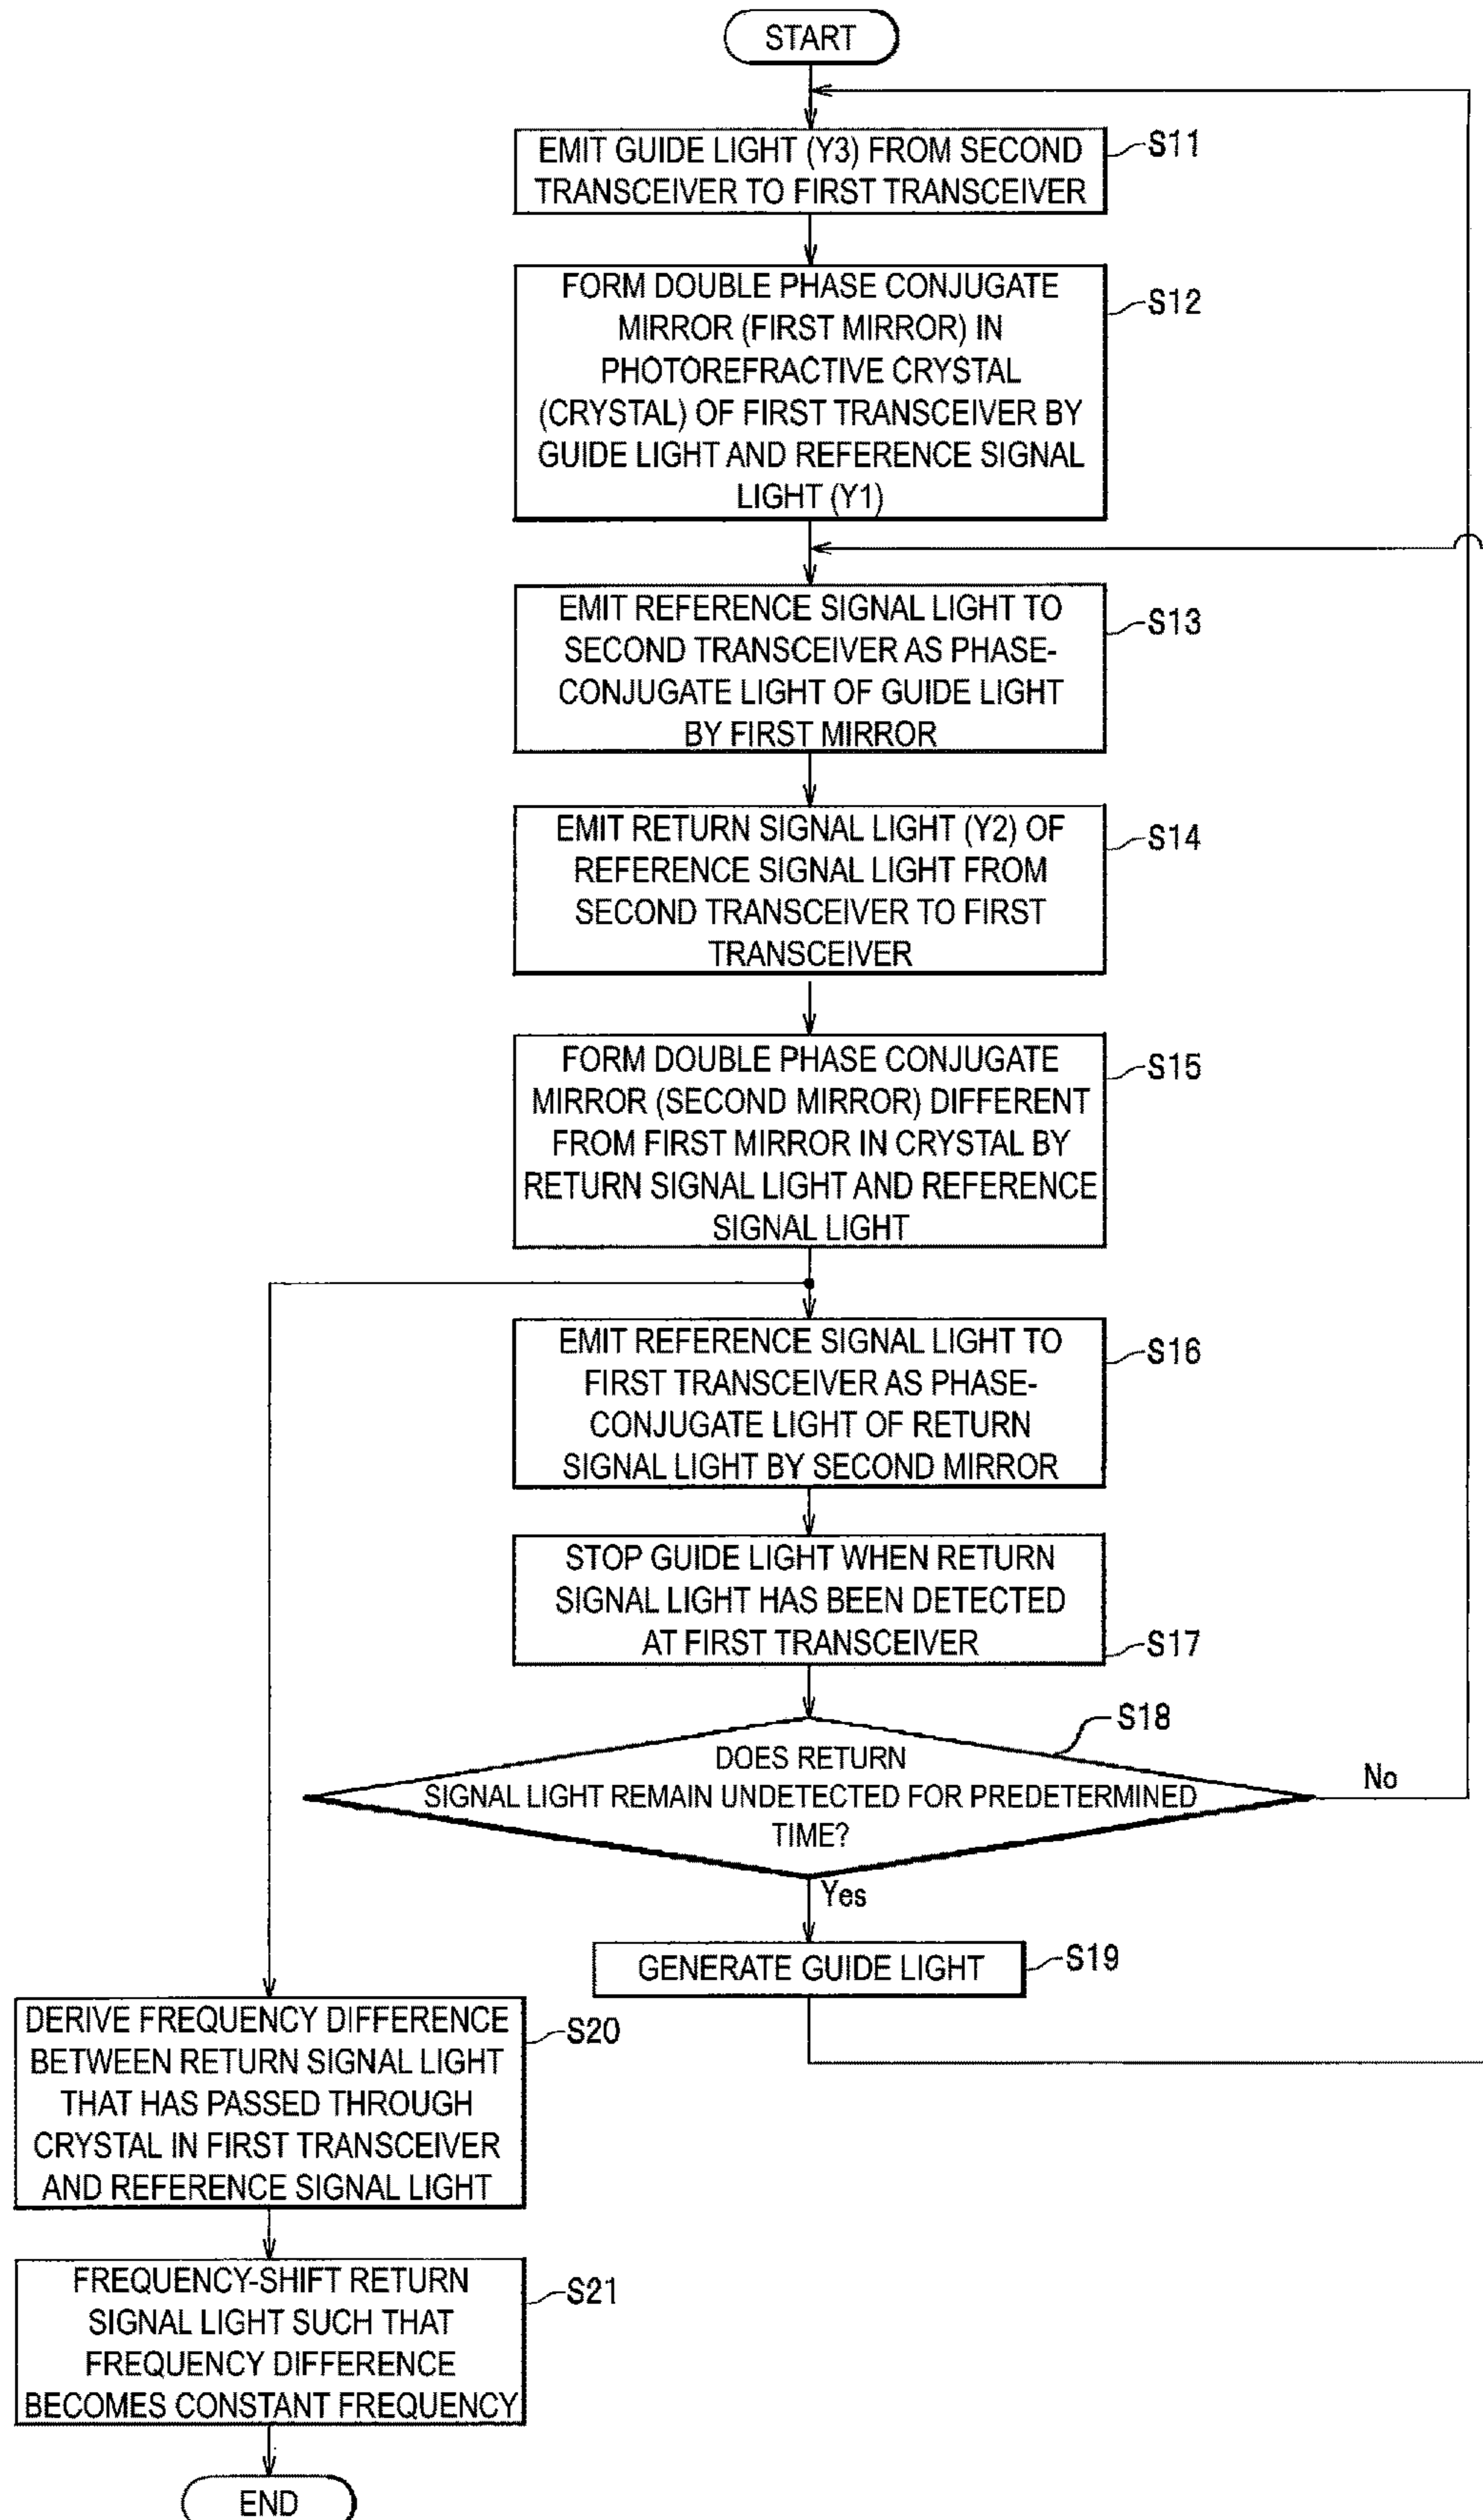 START
EMIT GUIDE LIGHT (Y3) FROM SECOND
TRANSCEIVER TO FIRST TRANSCEIVER
S11
FORM DOUBLE PHASE CONJUGATE
MIRROR (FIRST MIRROR) IN
PHOTOREFRACTIVE CRYSTAL
(CRYSTAL) OF FIRST TRANSCEIVER BY
GUIDE LIGHT AND REFERENCE SIGNAL
LIGHT (Y1)
S12
EMIT REFERENCE SIGNAL LIGHT TO
SECOND TRANSCEIVER AS PHASE-
CONJUGATE LIGHT OF GUIDE LIGHT
BY FIRST MIRROR
S13
EMIT RETURN SIGNAL LIGHT (Y2) OF
REFERENCE SIGNAL LIGHT FROM
SECOND TRANSCEIVER TO FIRST
TRANSCEIVER
S14
FORM DOUBLE PHASE CONJUGATE
MIRROR (SECOND MIRROR) DIFFERENT
FROM FIRST MIRROR IN CRYSTAL BY
RETURN SIGNAL LIGHT AND REFERENCE
SIGNAL LIGHT
S15
EMIT REFERENCE SIGNAL LIGHT TO
FIRST TRANSCEIVER AS PHASE-
CONJUGATE LIGHT OF RETURN
SIGNAL LIGHT BY SECOND MIRROR
S16
STOP GUIDE LIGHT WHEN RETURN
SIGNAL LIGHT HAS BEEN DETECTED
AT FIRST TRANSCEIVER
S17
DOES RETURN
SIGNAL LIGHT REMAIN UNDETECTED FOR PREDETERMINED
TIME?
S18
No
Yes
GENERATE GUIDE LIGHT
S19
DERIVE FREQUENCY DIFFERENCE
BETWEEN RETURN SIGNAL LIGHT
THAT HAS PASSED THROUGH
CRYSTAL IN FIRST TRANSCEIVER
AND REFERENCE SIGNAL LIGHT
S20
FREQUENCY-SHIFT RETURN
SIGNAL LIGHT SUCH THAT
FREQUENCY DIFFERENCE
BECOMES CONSTANT FREQUENCY
S21
END